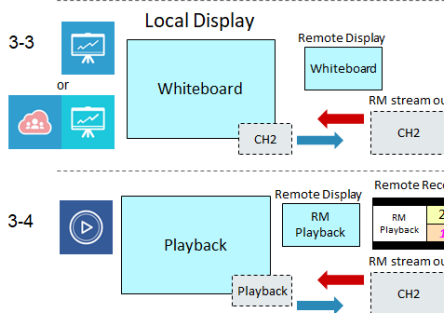 Local Display
3-3
Remote Display
Whiteboard
Whiteboard
or
RM stream ou
CH2
CH2
Remote Reco
Remote Display
3-4
RM
Playback
RM
Playback
2
1
Playback
RM stream ou
Playback
CH2